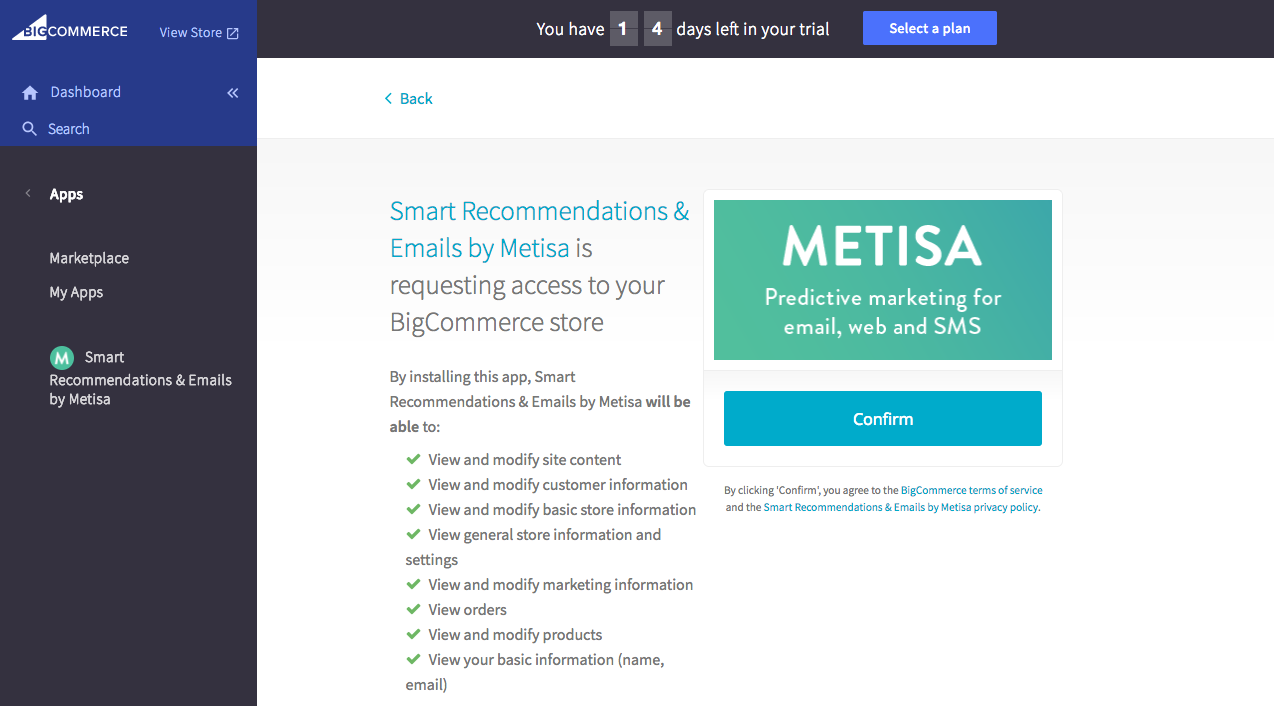 BIGCOMMERCE
View Store
Dashboard
Search
Apps
Marketplace
My Apps
M Smart
Recommendations & Emails
by Metisa
You have 1 4 days left in your trial
Select a plan
Back
Smart Recommendations &
Emails by Metisa is
requesting access to your
BigCommerce store
By installing this app, Smart
Recommendations & Emails by Metisa will be
able to:
View and modify site content
View and modify customer information
View and modify basic store information
View general store information and
settings
View and modify marketing information
View orders
View and modify products
View your basic information (name,
email)
METISA
Predictive marketing for
email, web and SMS
Confirm
By clicking 'Confirm', you agree to the BigCommerce terms of service
and the Smart Recommendations & Emails by Metisa privacy policy.